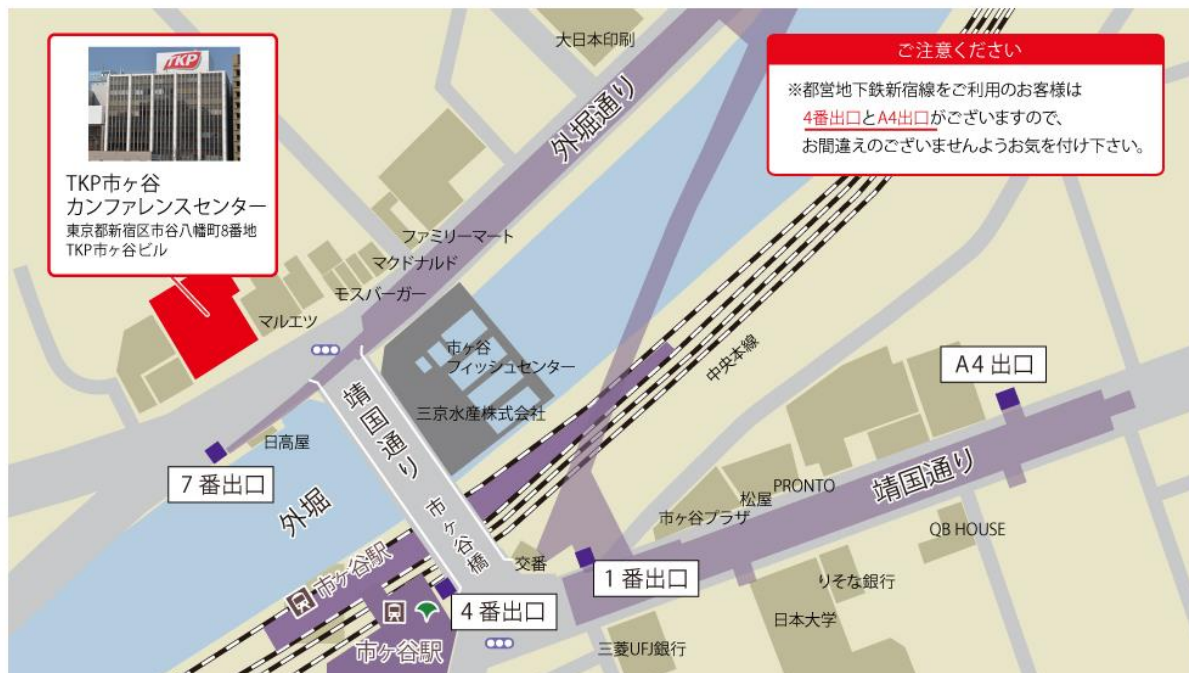 TKP
TKP市ヶ谷
カンファレンスセンター
東京都新宿区市谷八幡町8番地
TKP市ヶ谷ビル
大日本印刷
外堀通り
ご注意ください
※都営地下鉄新宿線をご利用のお客様は
4番出口とA4出口がございますので、
お間違えのございませんようお気を付け下さい。
ファミリーマート
マクドナルド
モスバーガー
マルエツ
市ヶ谷
フィッシュセンター
三京水産株式会社
中央本線
靖国通り
日高屋
7番出口
外堀
市ヶ谷橋
A4出口
PRONTO
松屋
市ヶ谷プラザ
靖国通り
QB HOUSE
交番
1番出口
りそな銀行
市ヶ谷駅
4番出口
日本大学
市ヶ谷駅
三菱UFJ銀行